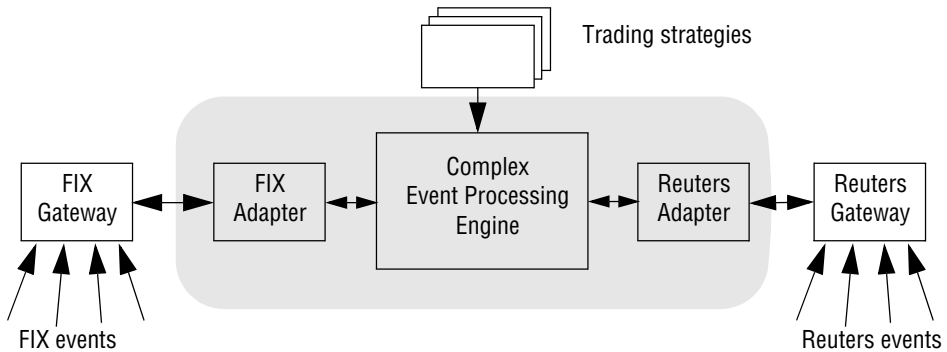 Trading strategies
FIX
Gateway
FIX
Adapter
Complex
Event Processing
Engine
Reuters
Adapter
Reuters
Gateway
FIX events
Reuters events